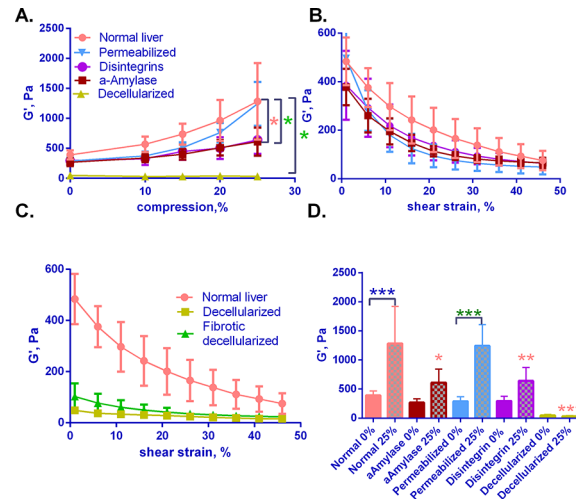 A.
2500
2000
1500
1000
500
0
G', Pa
0
10
20
30
compression,%
Normal liver
Permeabilized
Disintegrins
a-Amylase
Decellularized
*
*
*
B.
600
400
200
0
G', Pa
0
10
20
30
40
50
shear strain, %
C.
600
400
200
0
G', Pa
0
10
20
30
40
50
shear strain, %
Normal liver
Decellularized
Fibrotic
decellularized
D.
2000
1500
1000
500
0
G', Pa
***
*
***
**
**
Normal 0%
Normal 25%
aAmylase 0%
aAmylase 25%
Permeabilized 0%
Permeabilized 25%
Disintegrin 0%
Disintegrin 25%
Decellularized 0%
Decellularized 25%